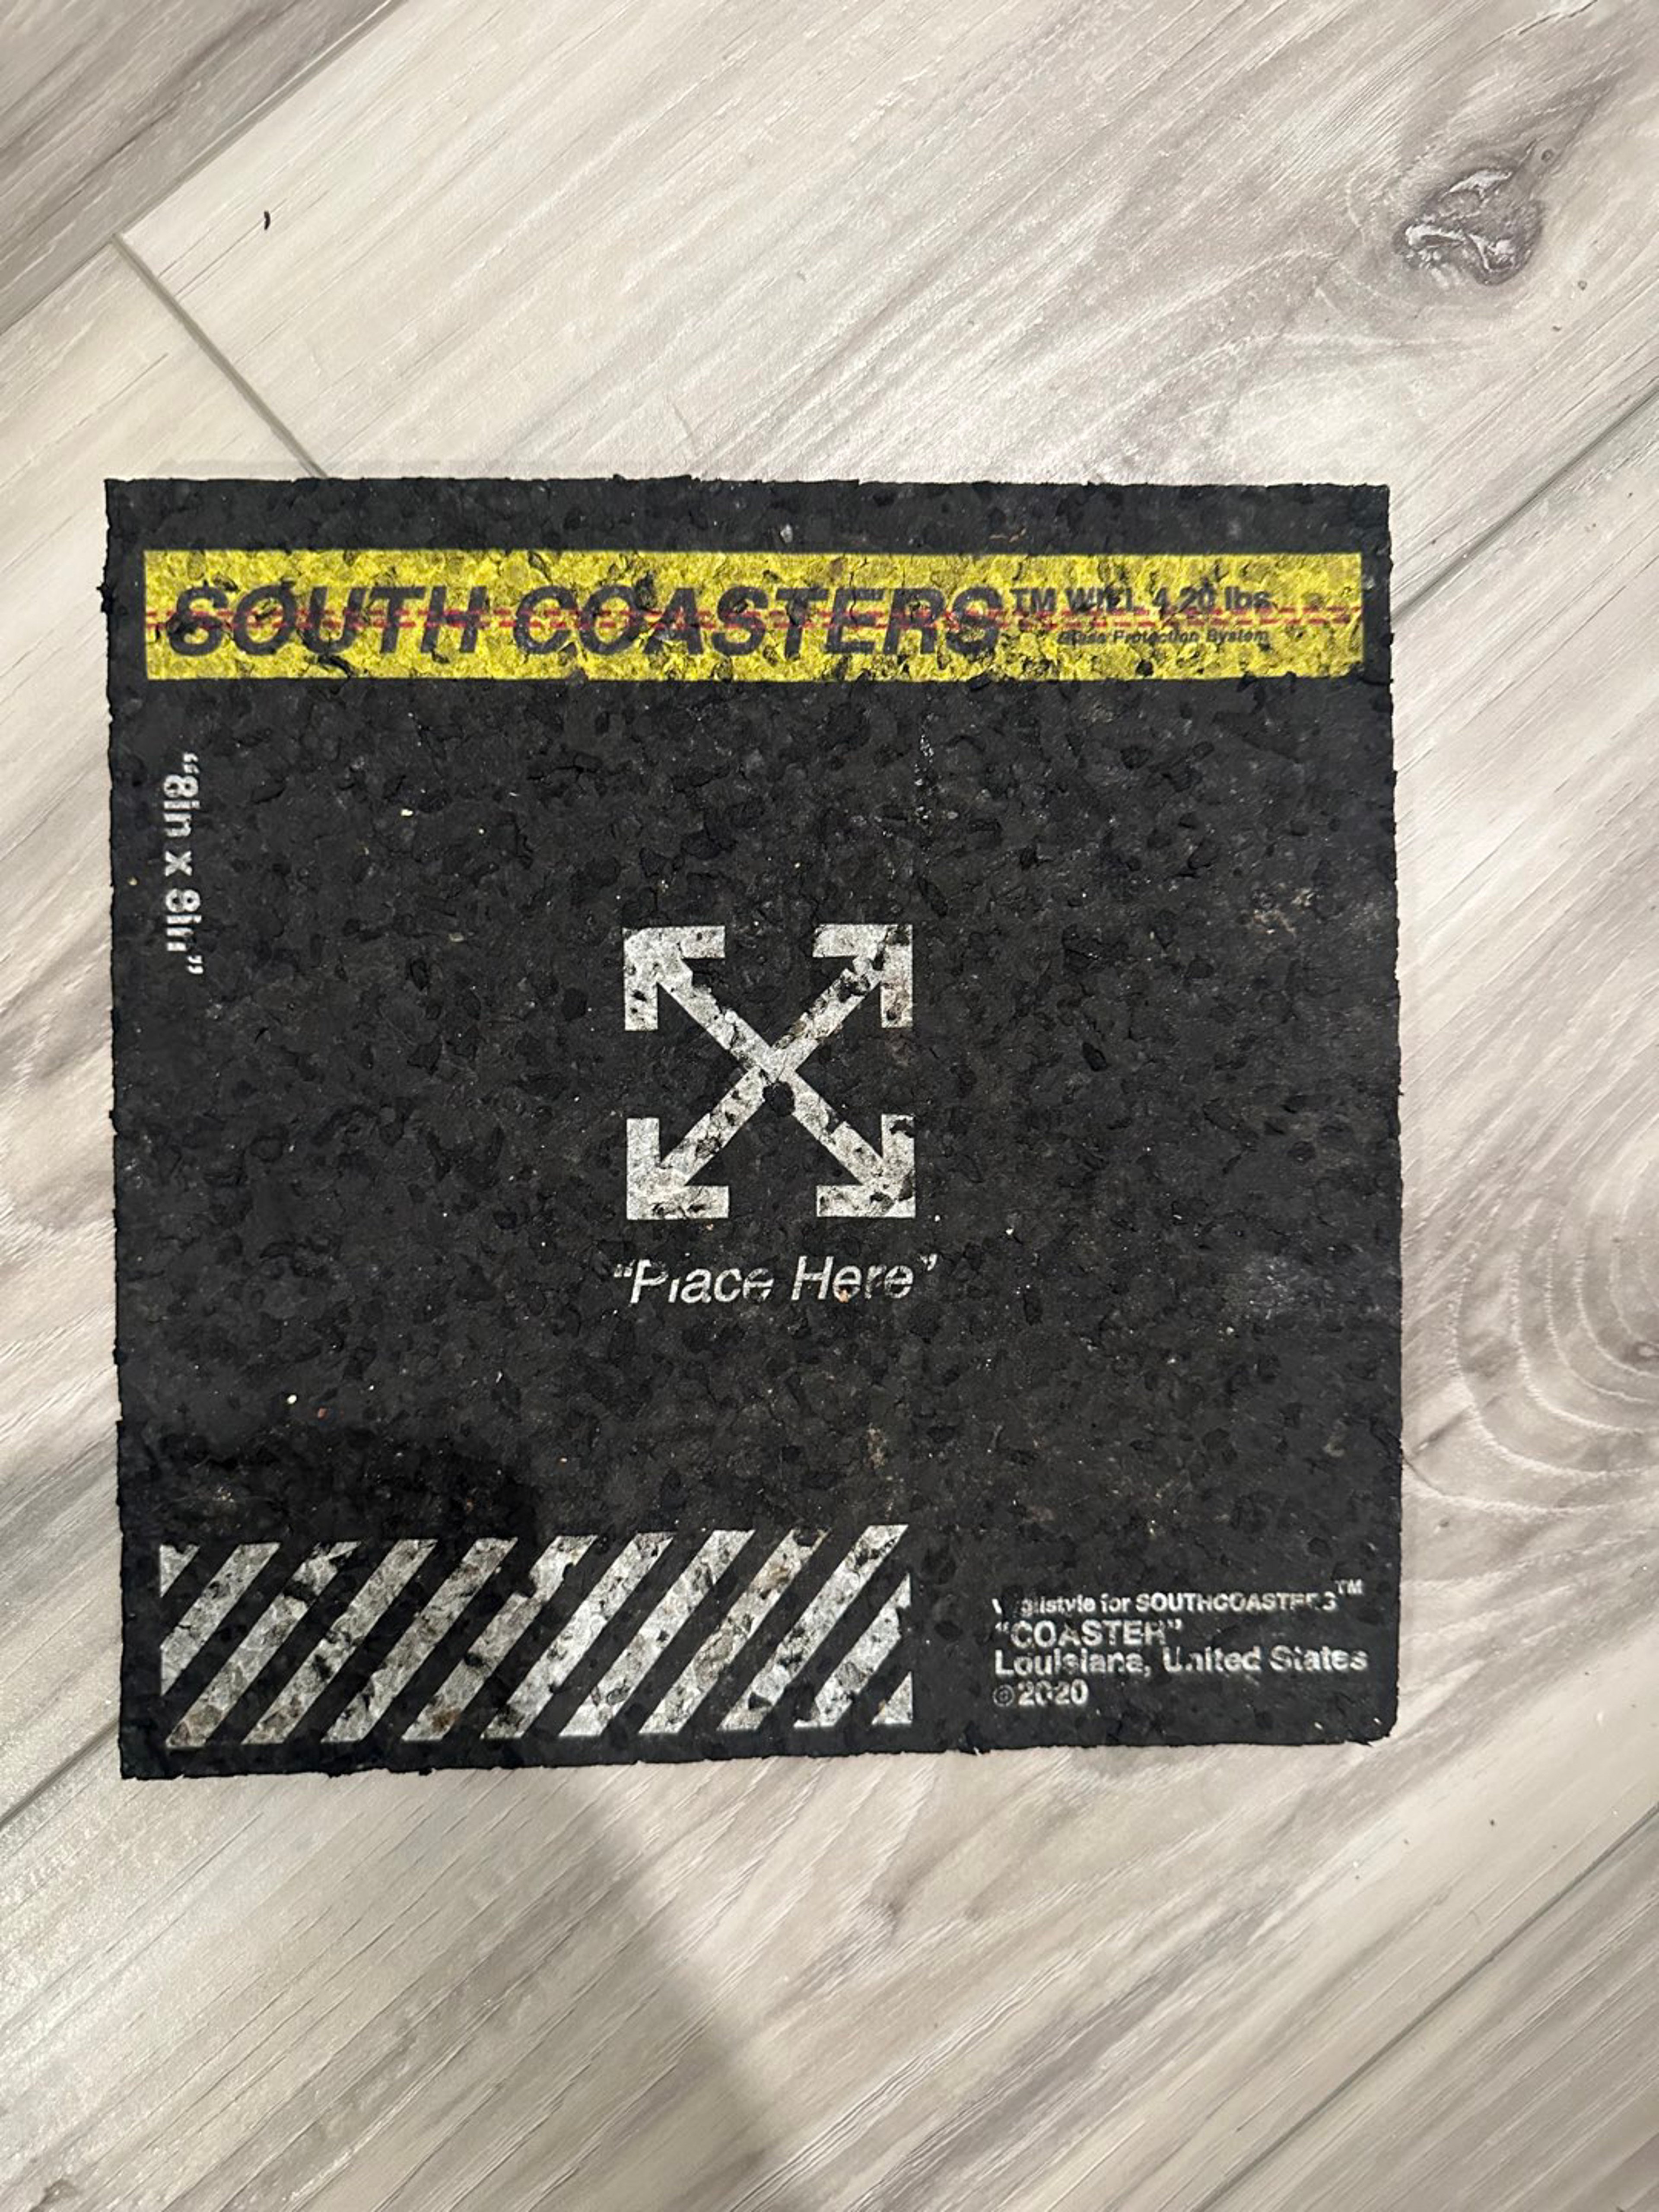 SOUTH COASTERS™
4.20 lbs
Glass Protection System
“8in x 8in”
“Place Here”
for SOUTHCOASTERS™
“COASTER”
Louisiana, United States
©2020